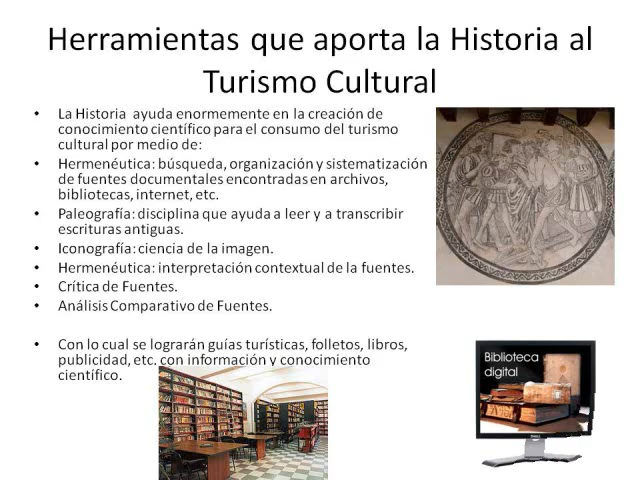 Herramientas que aporta la Historia al
Turismo Cultural
• La Historia ayuda enormemente en la creación de
conocimiento científico para el consumo del turismo
cultural por medio de:
• Hermenéutica: búsqueda, organización y sistematización
de fuentes documentales encontradas en archivos,
bibliotecas, internet, etc.
• Paleografía: disciplina que ayuda a leer y a transcribir
escrituras antiguas.
• Iconografía: ciencia de la imagen.
• Hermenéutica: interpretación contextual de la fuentes.
• Crítica de Fuentes.
• Análisis Comparativo de Fuentes.
• Con lo cual se lograrán guías turísticas, folletos, libros,
publicidad, etc. con información y conocimiento
científico.
Biblioteca
digital
DELL